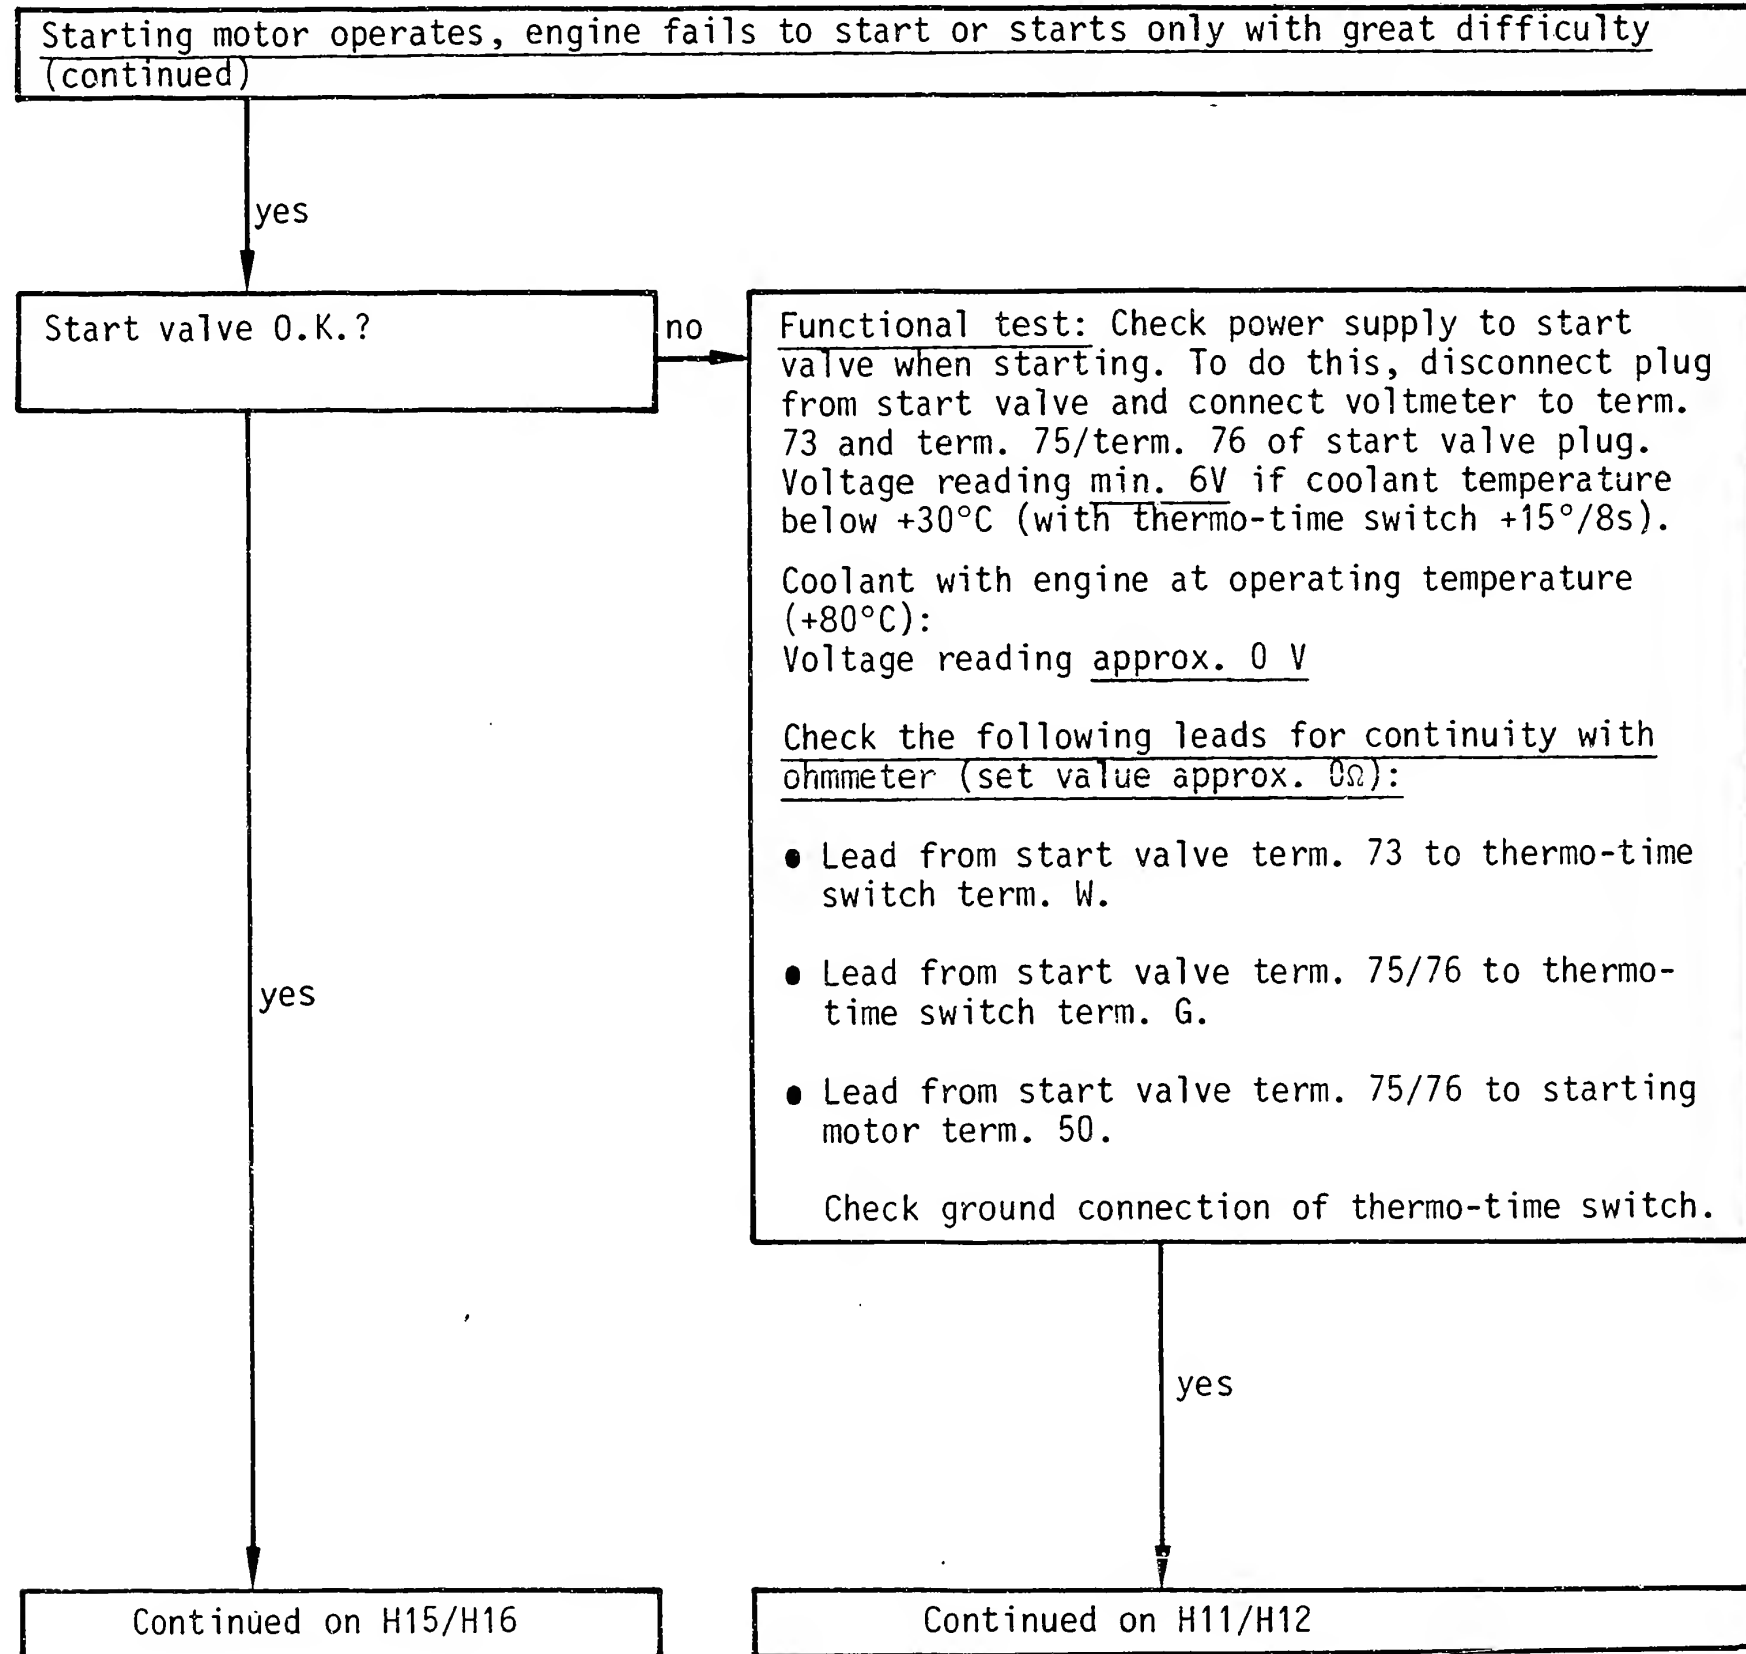 Starting motor operates, engine fails to start or starts only with great difficulty
(continued)
yes
Start valve O.K.?
no
Functional test: Check power supply to start
valve when starting. To do this, disconnect plug
from start valve and connect voltmeter to term.
73 and term. 75/term. 76 of start valve plug.
Voltage reading min. 6V if coolant temperature
below +30°C (with thermo-time switch +15°/8s).
Coolant with engine at operating temperature
(+80°C):
Voltage reading approx. 0 V
Check the following leads for continuity with
ohmmeter (set value approx. 0Ω):
● Lead from start valve term. 73 to thermo-time
switch term. W.
● Lead from start valve term. 75/76 to thermo-
time switch term. G.
● Lead from start valve term. 75/76 to starting
motor term. 50.
Check ground connection of thermo-time switch.
yes
yes
Continued on H15/H16
Continued on H11/H12